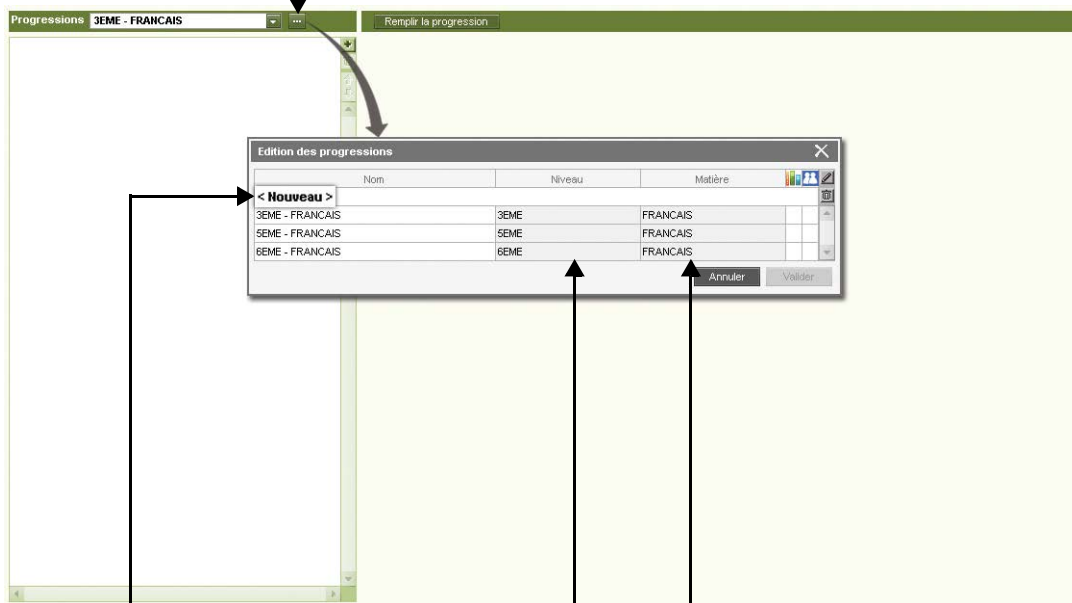 Progressions 3EME - FRANCAIS ... Remplir la progression
Edition des progressions
Nom Niveau Matière
< Nouveau >
3EME - FRANCAIS 3EME FRANCAIS
5EME - FRANCAIS 5EME FRANCAIS
6EME - FRANCAIS 6EME FRANCAIS
Annuler Valider